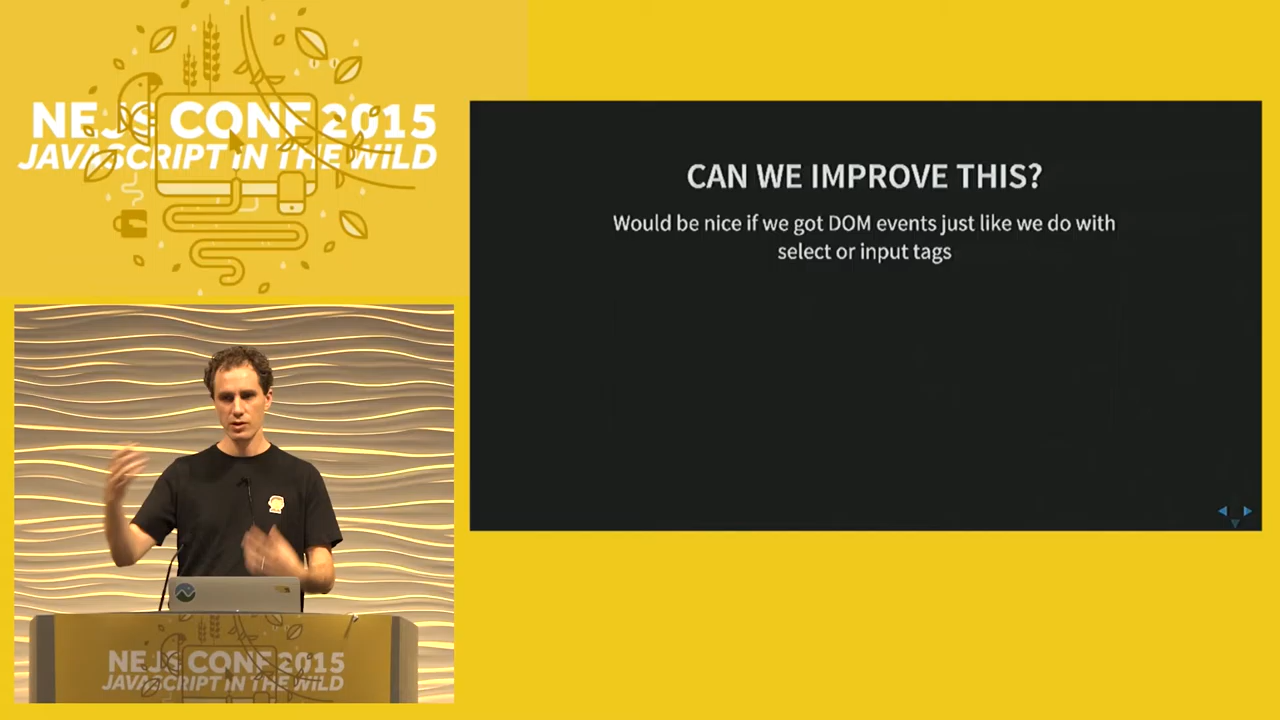 NEJS CONF 2015
JAVASCRIPT IN THE WILD
CAN WE IMPROVE THIS?
Would be nice if we got DOM events just like we do with
select or input tags
NEJS CONF 2015
JAVASCRIPT IN THE WILD